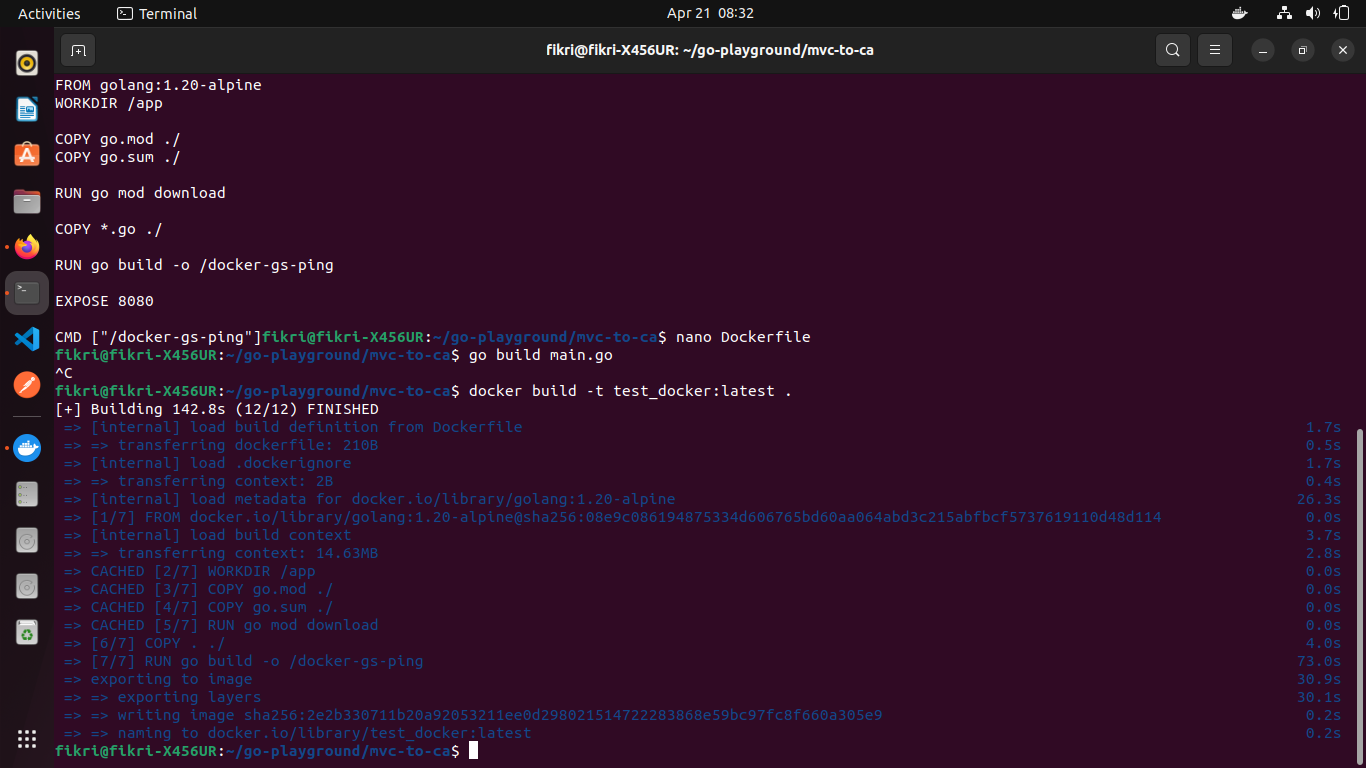 Activities
Terminal
Apr 21 08:32
fikri@fikri-X456UR: ~/go-playground/mvc-to-ca
FROM golang:1.20-alpine
WORKDIR /app
COPY go.mod ./
COPY go.sum ./
RUN go mod download
COPY *.go ./
RUN go build -o /docker-gs-ping
EXPOSE 8080
CMD ["/docker-gs-ping"]fikri@fikri-X456UR:~/go-playground/mvc-to-ca$ nano Dockerfile
fikri@fikri-X456UR:~/go-playground/mvc-to-ca$ go build main.go
^C
fikri@fikri-X456UR:~/go-playground/mvc-to-ca$ docker build -t test_docker:latest .
[+] Building 142.8s (12/12) FINISHED
=> [internal] load build definition from Dockerfile 1.7s
=> => transferring dockerfile: 210B 0.5s
=> [internal] load .dockerignore 1.7s
=> => transferring context: 2B 0.4s
=> [internal] load metadata for docker.io/library/golang:1.20-alpine 26.3s
=> [1/7] FROM docker.io/library/golang:1.20-alpine@sha256:08e9c086194875334d606765bd60aa064abd3c215abfbcf5737619110d48d114 0.0s
=> [internal] load build context 3.7s
=> => transferring context: 14.63MB 2.8s
=> CACHED [2/7] WORKDIR /app 0.0s
=> CACHED [3/7] COPY go.mod ./ 0.0s
=> CACHED [4/7] COPY go.sum ./ 0.0s
=> CACHED [5/7] RUN go mod download 0.0s
=> [6/7] COPY . ./ 4.0s
=> [7/7] RUN go build -o /docker-gs-ping 73.0s
=> exporting to image 30.9s
=> => exporting layers 30.1s
=> => writing image sha256:2e2b330711b20a92053211ee0d298021514722283868e59bc97fc8f660a305e9 0.2s
=> => naming to docker.io/library/test_docker:latest 0.2s
fikri@fikri-X456UR:~/go-playground/mvc-to-ca$